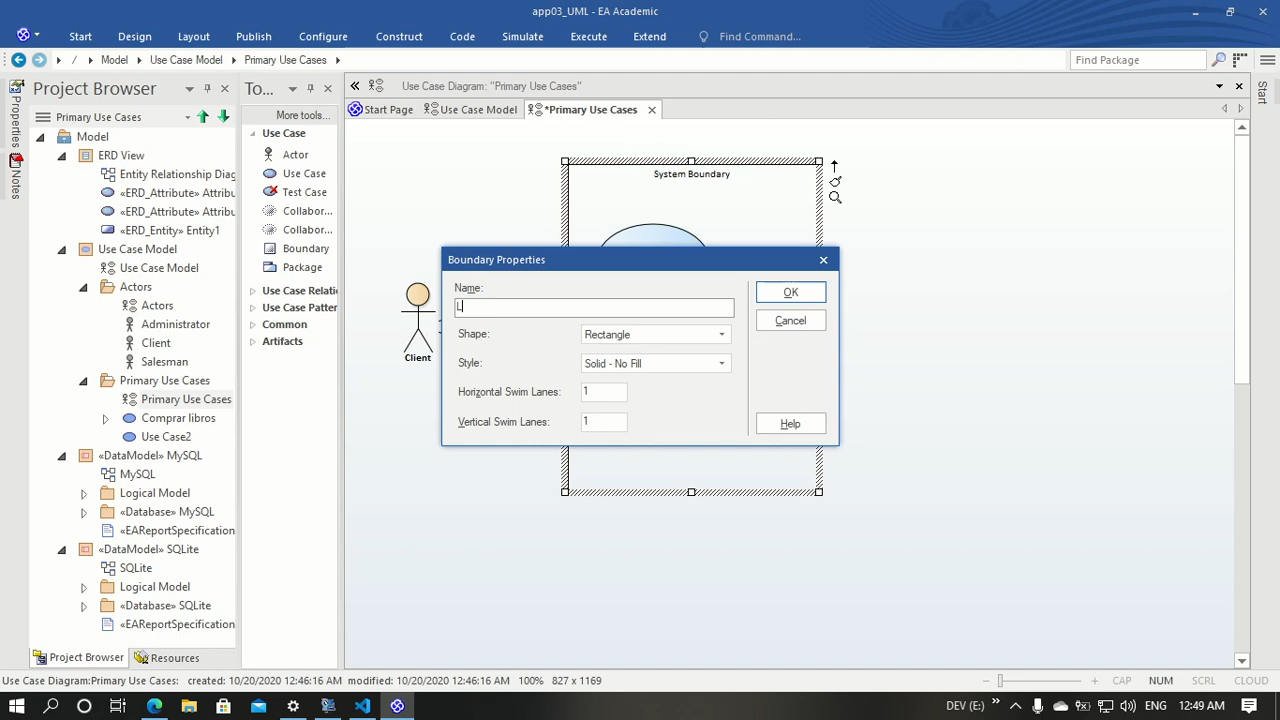 app03_UML - EA Academic
Start Design Layout Publish Configure Construct Code Simulate Execute Extend Find Command...
/ Model Use Case Model Primary Use Cases Find Package
Properties
Notes
Project Browser
Primary Use Cases
Model
ERD View
Entity Relationship Diag
«ERD_Attribute» Attribu
«ERD_Attribute» Attribu
«ERD_Entity» Entity1
Use Case Model
Use Case Model
Actors
Actors
Administrator
Client
Salesman
Primary Use Cases
Primary Use Cases
Comprar libros
Use Case2
«DataModel» MySQL
MySQL
Logical Model
«Database» MySQL
«EAReportSpecification
«DataModel» SQLite
SQLite
Logical Model
«Database» SQLite
«EAReportSpecification
Project Browser Resources
To...
More tools...
Use Case
Actor
Use Case
Test Case
Collabor...
Collabor...
Boundary
Package
Use Case Relati
Use Case Patter
Common
Artifacts
Use Case Diagram: "Primary Use Cases"
Start Page Use Case Model *Primary Use Cases
System Boundary
Client
Boundary Properties
Name:
L
Shape: Rectangle
Style: Solid - No Fill
Horizontal Swim Lanes: 1
Vertical Swim Lanes: 1
OK
Cancel
Help
Start
Use Case Diagram:Primary Use Cases: created: 10/20/2020 12:46:16 AM modified: 10/20/2020 12:46:16 AM 100% 827 x 1169 CAP NUM SCRL CLOUD
DEV (E:) ENG 12:49 AM